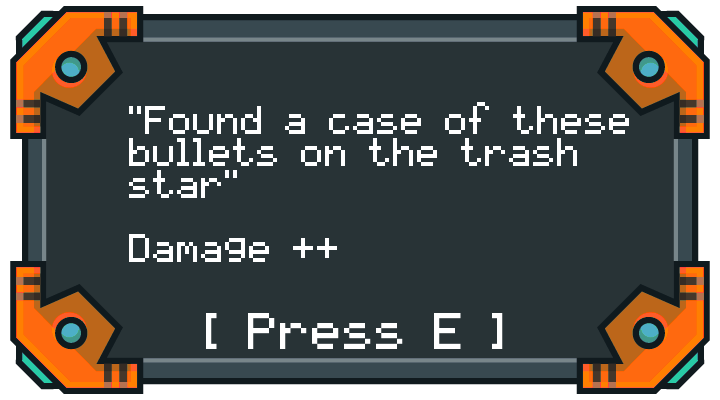 "Found a case of these
bullets on the trash
star"
Damage ++
[ Press E ]